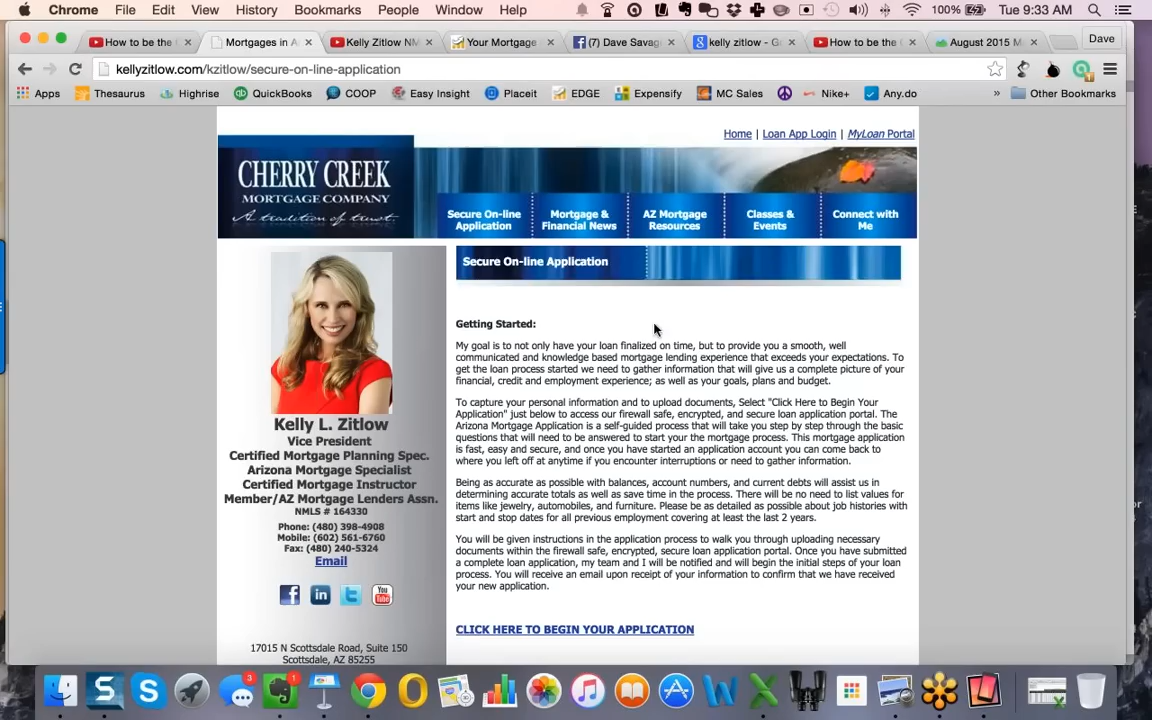 Chrome File Edit View History Bookmarks People Window Help 100% Tue 9:33 AM
How to be the Kelly Zitlow NM Your Mortgage (7) Dave Savag kelly zitlow - G How to be the August 2015 M Dave
Mortgages in A
kellyzitlow.com/kzitlow/secure-on-line-application
Apps Thesaurus Highrise QuickBooks COOP Easy Insight Placeit EDGE Expensify MC Sales Nike+ Any.do » Other Bookmarks
Home | Loan App Login | MyLoan Portal
CHERRY CREEK
MORTGAGE COMPANY
A tradition of trust.
Secure On-line Application
Mortgage & Financial News
AZ Mortgage Resources
Classes & Events
Connect with Me
Secure On-line Application
Kelly L. Zitlow
Vice President
Certified Mortgage Planning Spec.
Arizona Mortgage Specialist
Certified Mortgage Instructor
Member/AZ Mortgage Lenders Assn.
NMLS # 164330
Phone: (480) 398-4908
Mobile: (602) 561-6760
Fax: (480) 240-5324
Email
You Tube
17015 N Scottsdale Road, Suite 150
Scottsdale, AZ 85255
Getting Started:
My goal is to not only have your loan finalized on time, but to provide you a smooth, well
communicated and knowledge based mortgage lending experience that exceeds your expectations. To
get the loan process started we need to gather information that will give us a complete picture of your
financial, credit and employment experience; as well as your goals, plans and budget.
To capture your personal information and to upload documents, Select "Click Here to Begin Your
Application" just below to access our firewall safe, encrypted, and secure loan application portal. The
Arizona Mortgage Application is a self-guided process that will take you step by step through the basic
questions that will need to be answered to start your the mortgage process. This mortgage application
is fast, easy and secure, and once you have started an application account you can come back to
where you left off at anytime if you encounter interruptions or need to gather information.
Being as accurate as possible with balances, account numbers, and current debts will assist us in
determining accurate totals as well as save time in the process. There will be no need to list values for
items like jewelry, automobiles, and furniture. Please be as detailed as possible about job histories with
start and stop dates for all previous employment covering at least the last 2 years.
You will be given instructions in the application process to walk you through uploading necessary
documents within the firewall safe, encrypted, secure loan application portal. Once you have submitted
a complete loan application, my team and I will be notified and will begin the initial steps of your loan
process. You will receive an email upon receipt of your information to confirm that we have received
your new application.
CLICK HERE TO BEGIN YOUR APPLICATION
3
1